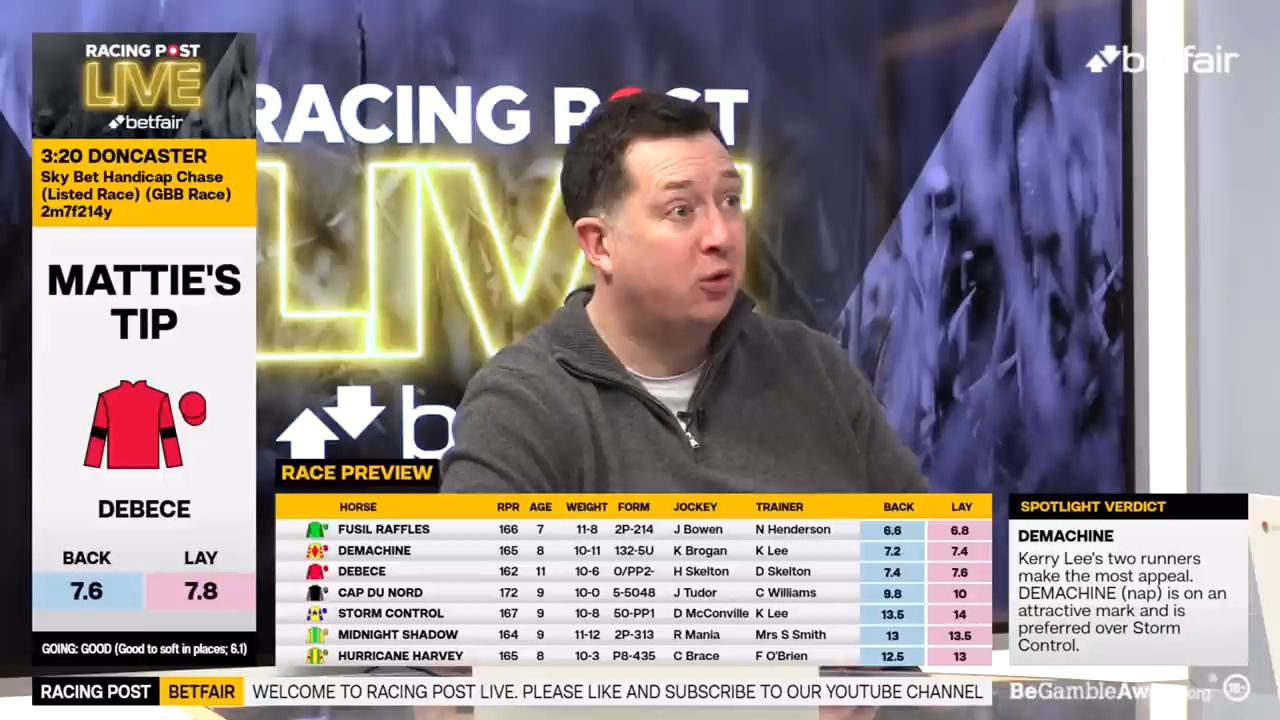 RACING POST
LIVE
betfair
3:20 DONCASTER
Sky Bet Handicap Chase
(Listed Race) (GBB Race)
2m7f214y
MATTIE'S
TIP
DEBECE
BACK LAY
7.6 7.8
GOING: GOOD (Good to soft in places; 6.1)
RACING POST
LIVE
b
betfair
RACE PREVIEW
HORSE RPR AGE WEIGHT FORM JOCKEY TRAINER BACK LAY
FUSIL RAFFLES 166 7 11-8 2P-214 J Bowen N Henderson 6.6 6.8
DEMACHINE 165 8 10-11 132-5U K Brogan K Lee 7.2 7.4
DEBECE 162 11 10-6 0/PP2- H Skelton D Skelton 7.4 7.6
CAP DU NORD 172 9 10-0 5-5048 J Tudor C Williams 9.8 10
STORM CONTROL 167 9 10-8 50-PP1 D McConville K Lee 13.5 14
MIDNIGHT SHADOW 164 9 11-12 2P-313 R Mania Mrs S Smith 13 13.5
HURRICANE HARVEY 165 8 10-3 P8-435 C Brace F O'Brien 12.5 13
SPOTLIGHT VERDICT
DEMACHINE
Kerry Lee's two runners
make the most appeal.
DEMACHINE (nap) is on an
attractive mark and is
preferred over Storm
Control.
RACING POST BETFAIR WELCOME TO RACING POST LIVE. PLEASE LIKE AND SUBSCRIBE TO OUR YOUTUBE CHANNEL
BeGambleAware.org 18+